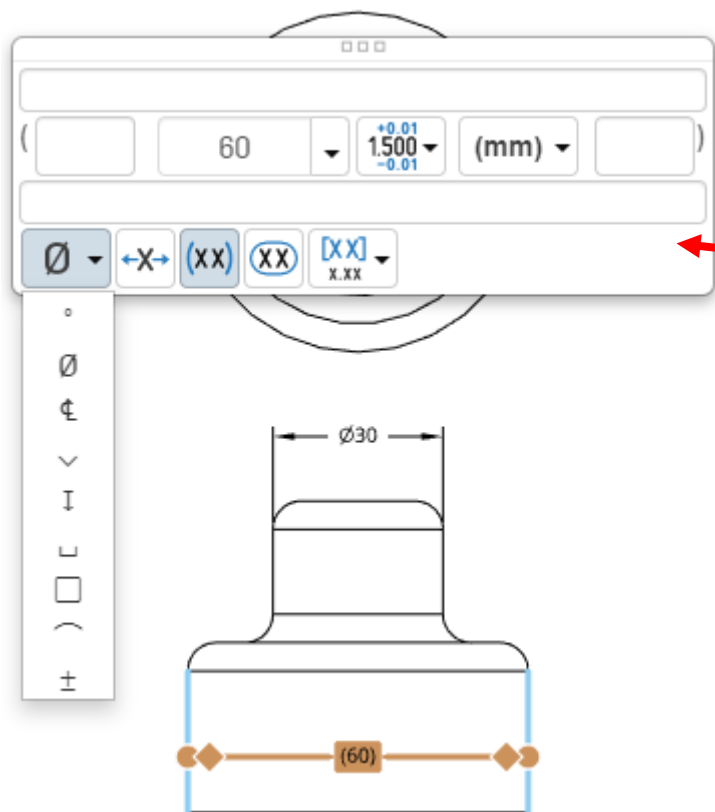 ( 60 +0.01 1.500 -0.01 (mm) )
Ø ←X→ (XX) (XX) [XX] X.XX
°
Ø
℄
⌵
↧
⌴
□
⌒
±
Ø30
(60)